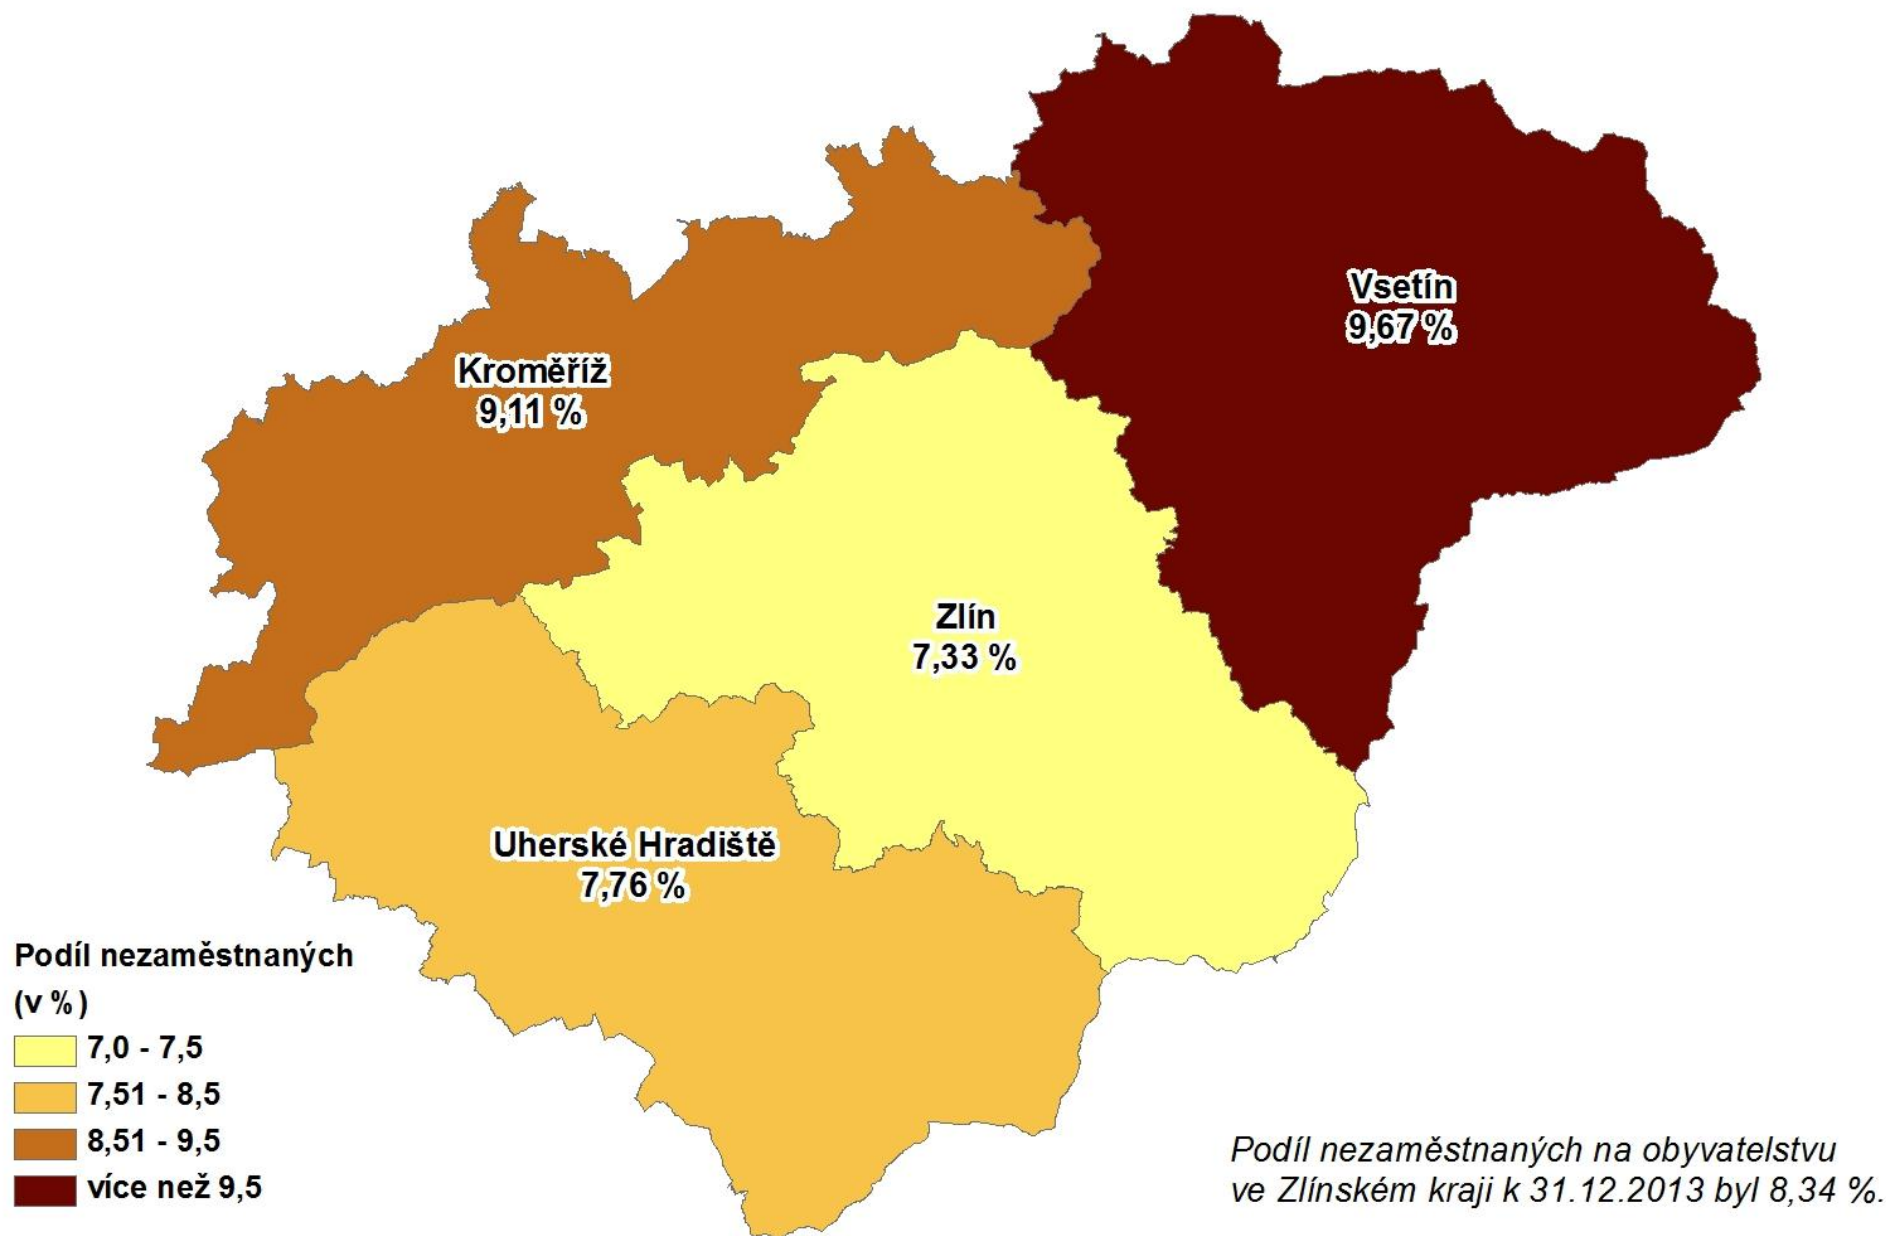 Vsetín
9,67 %
Kroměříž
9,11 %
Zlín
7,33 %
Uherské Hradiště
7,76 %
Podíl nezaměstnaných
(v %)
7,0 - 7,5
7,51 - 8,5
8,51 - 9,5
více než 9,5
Podíl nezaměstnaných na obyvatelstvu
ve Zlínském kraji k 31.12.2013 byl 8,34 %.